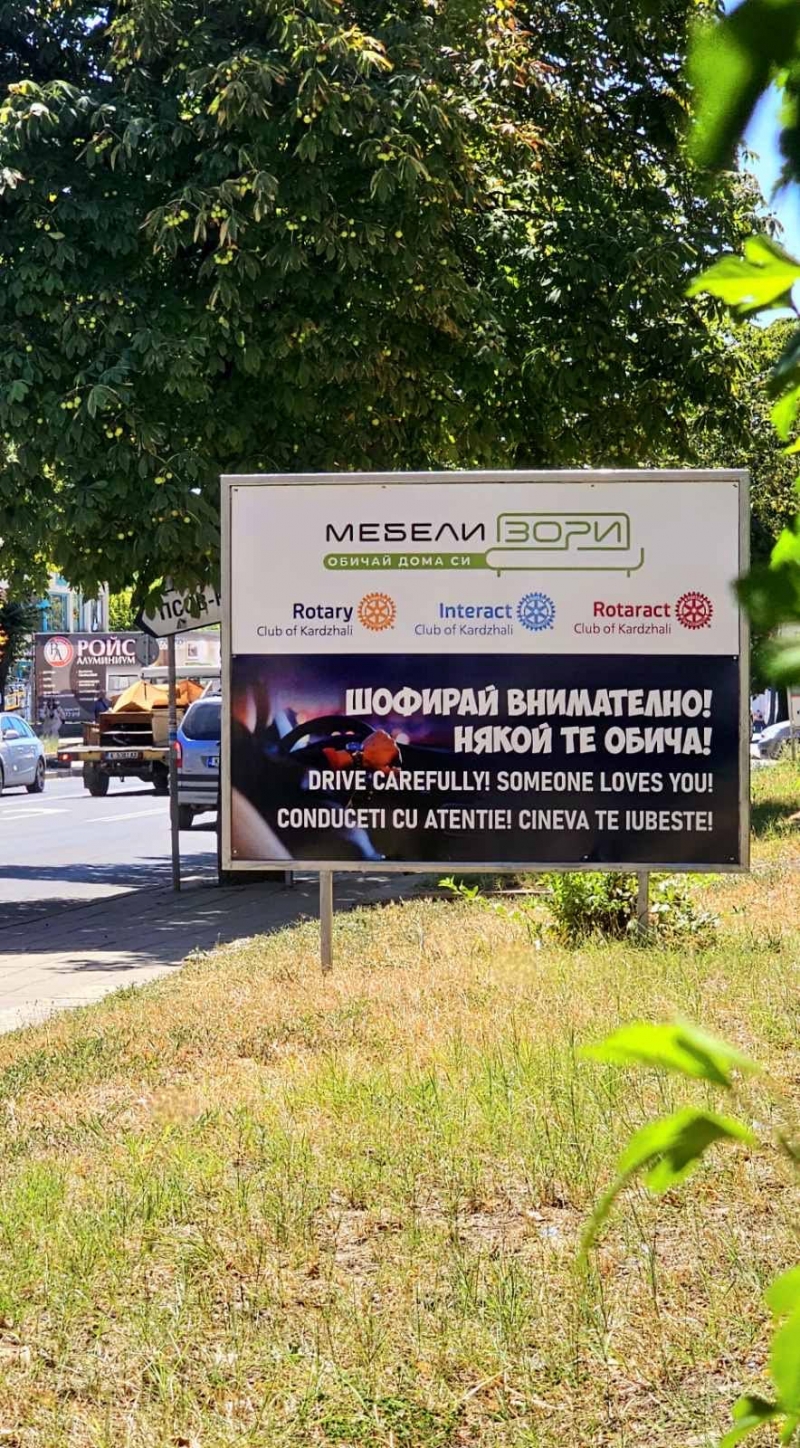 МЕБЕЛИ ЗОРИ
ОБИЧАЙ ДОМА СИ
Rotary
Club of Kardzhali
Interact
Club of Kardzhali
Rotaract
Club of Kardzhali
ШОФИРАЙ ВНИМАТЕЛНО!
НЯКОЙ ТЕ ОБИЧА!
DRIVE CAREFULLY! SOMEONE LOVES YOU!
CONDUCETI CU ATENTIE! CINEVA TE IUBESTE!
РОЙС
АЛУМИНИУМ